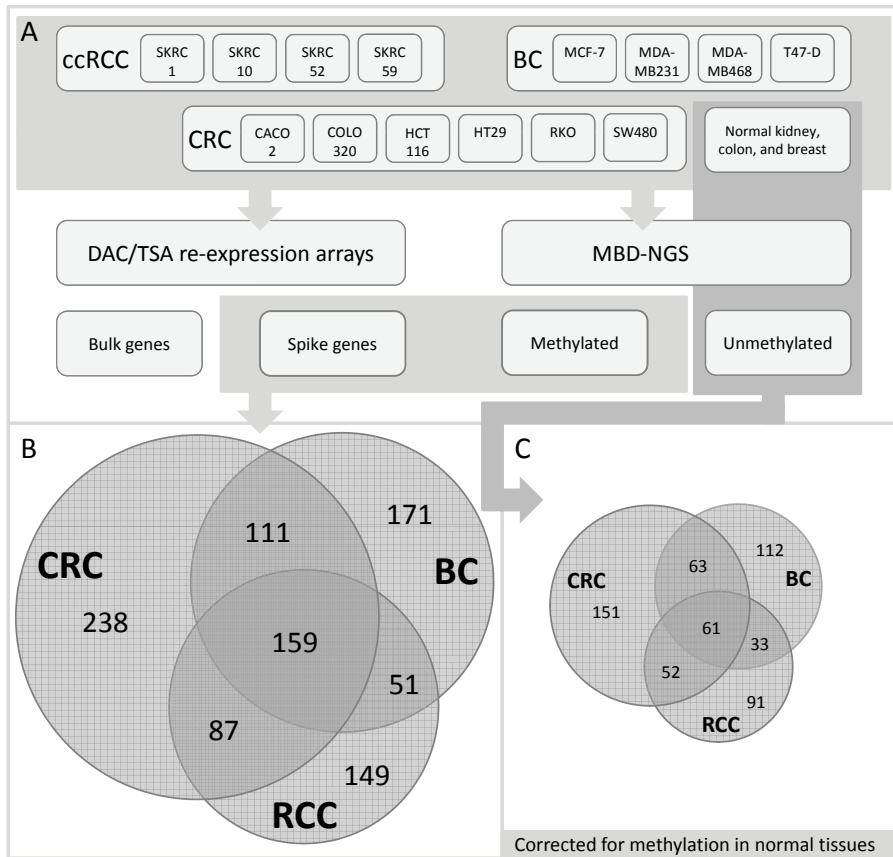 A
ccRCC
SKRC
1
SKRC
10
SKRC
52
SKRC
59
BC
MCF-7
MDA-
MB231
MDA-
MB468
T47-D
CRC
CACO
2
COLO
320
HCT
116
HT29
RKO
SW480
Normal kidney,
colon, and breast
DAC/TSA re-expression arrays
MBD-NGS
Bulk genes
Spike genes
Methylated
Unmethylated
B
CRC
238
111
171
BC
159
51
87
149
RCC
C
CRC
151
63
112
BC
61
33
52
91
RCC
Corrected for methylation in normal tissues